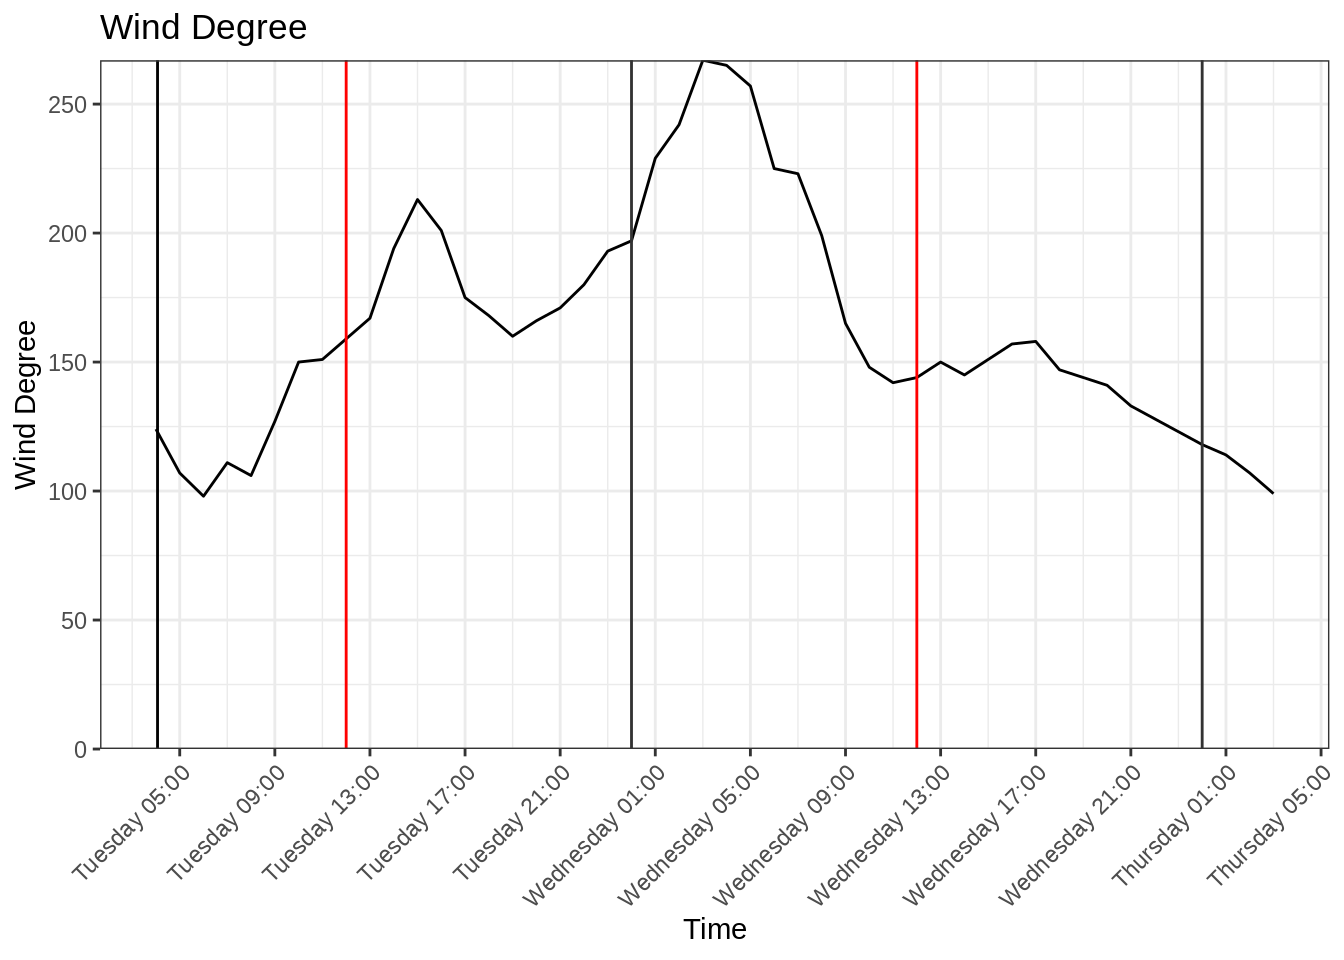 Wind Degree
Wind Degree
250
200
150
100
50
0
Tuesday 05:00
Tuesday 09:00
Tuesday 13:00
Tuesday 17:00
Tuesday 21:00
Wednesday 01:00
Wednesday 05:00
Wednesday 09:00
Wednesday 13:00
Wednesday 17:00
Wednesday 21:00
Thursday 01:00
Thursday 05:00
Time